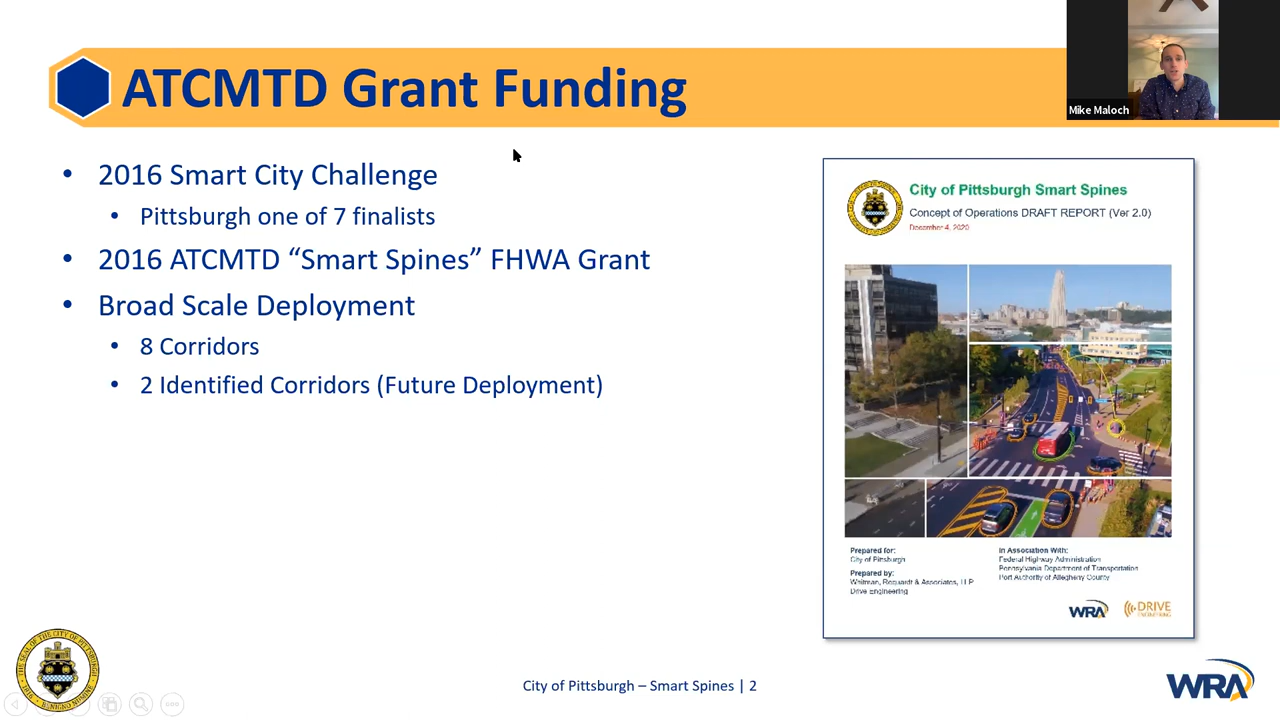 ATCMTD Grant Funding
Mike Maloch
• 2016 Smart City Challenge
• Pittsburgh one of 7 finalists
• 2016 ATCMTD “Smart Spines” FHWA Grant
• Broad Scale Deployment
• 8 Corridors
• 2 Identified Corridors (Future Deployment)
City of Pittsburgh Smart Spines
Concept of Operations DRAFT REPORT (Ver 2.0)
December 4, 2020
Prepared for:
City of Pittsburgh
Prepared by:
Whitman, Requardt & Associates, LLP
Drive Engineering
In Association With:
Federal Highway Administration
Pennsylvania Department of Transportation
Port Authority of Allegheny County
WRA
DRIVE
ENGINEERING
City of Pittsburgh – Smart Spines | 2
WRA